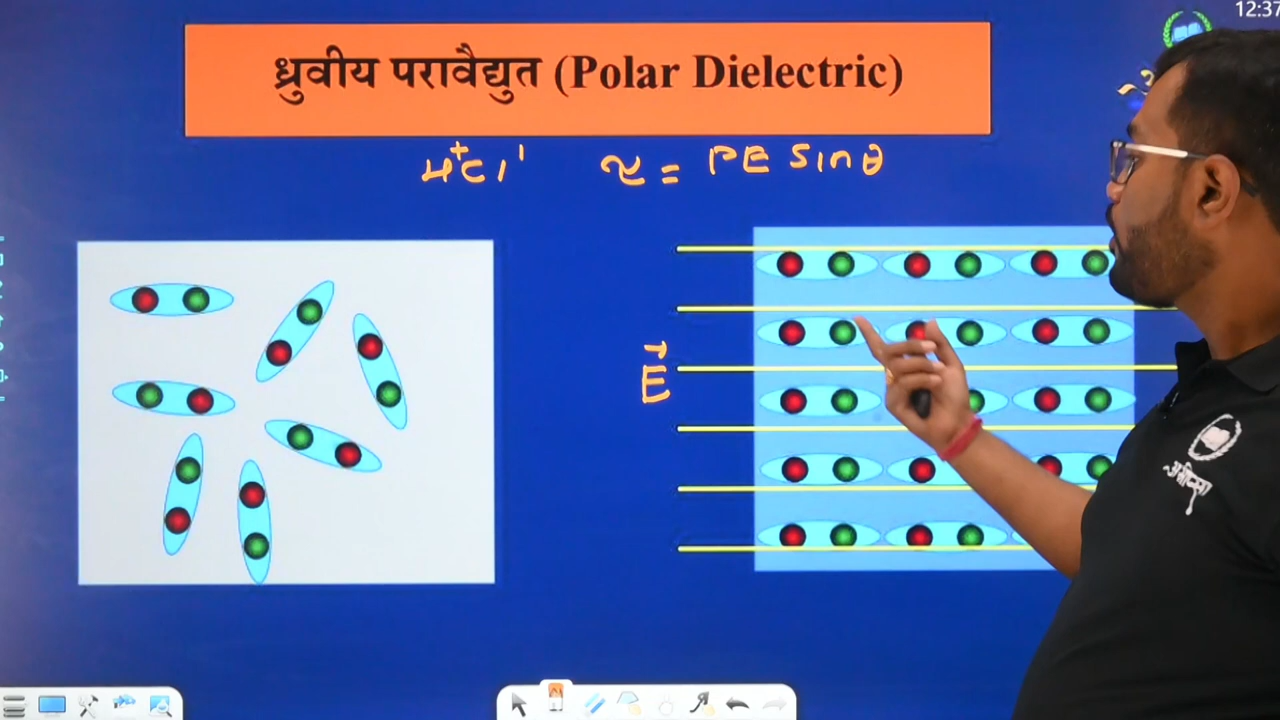 12:37
ध्रुवीय परावैद्युत (Polar Dielectric)
H⁺Cl' τ = PE Sinθ
E